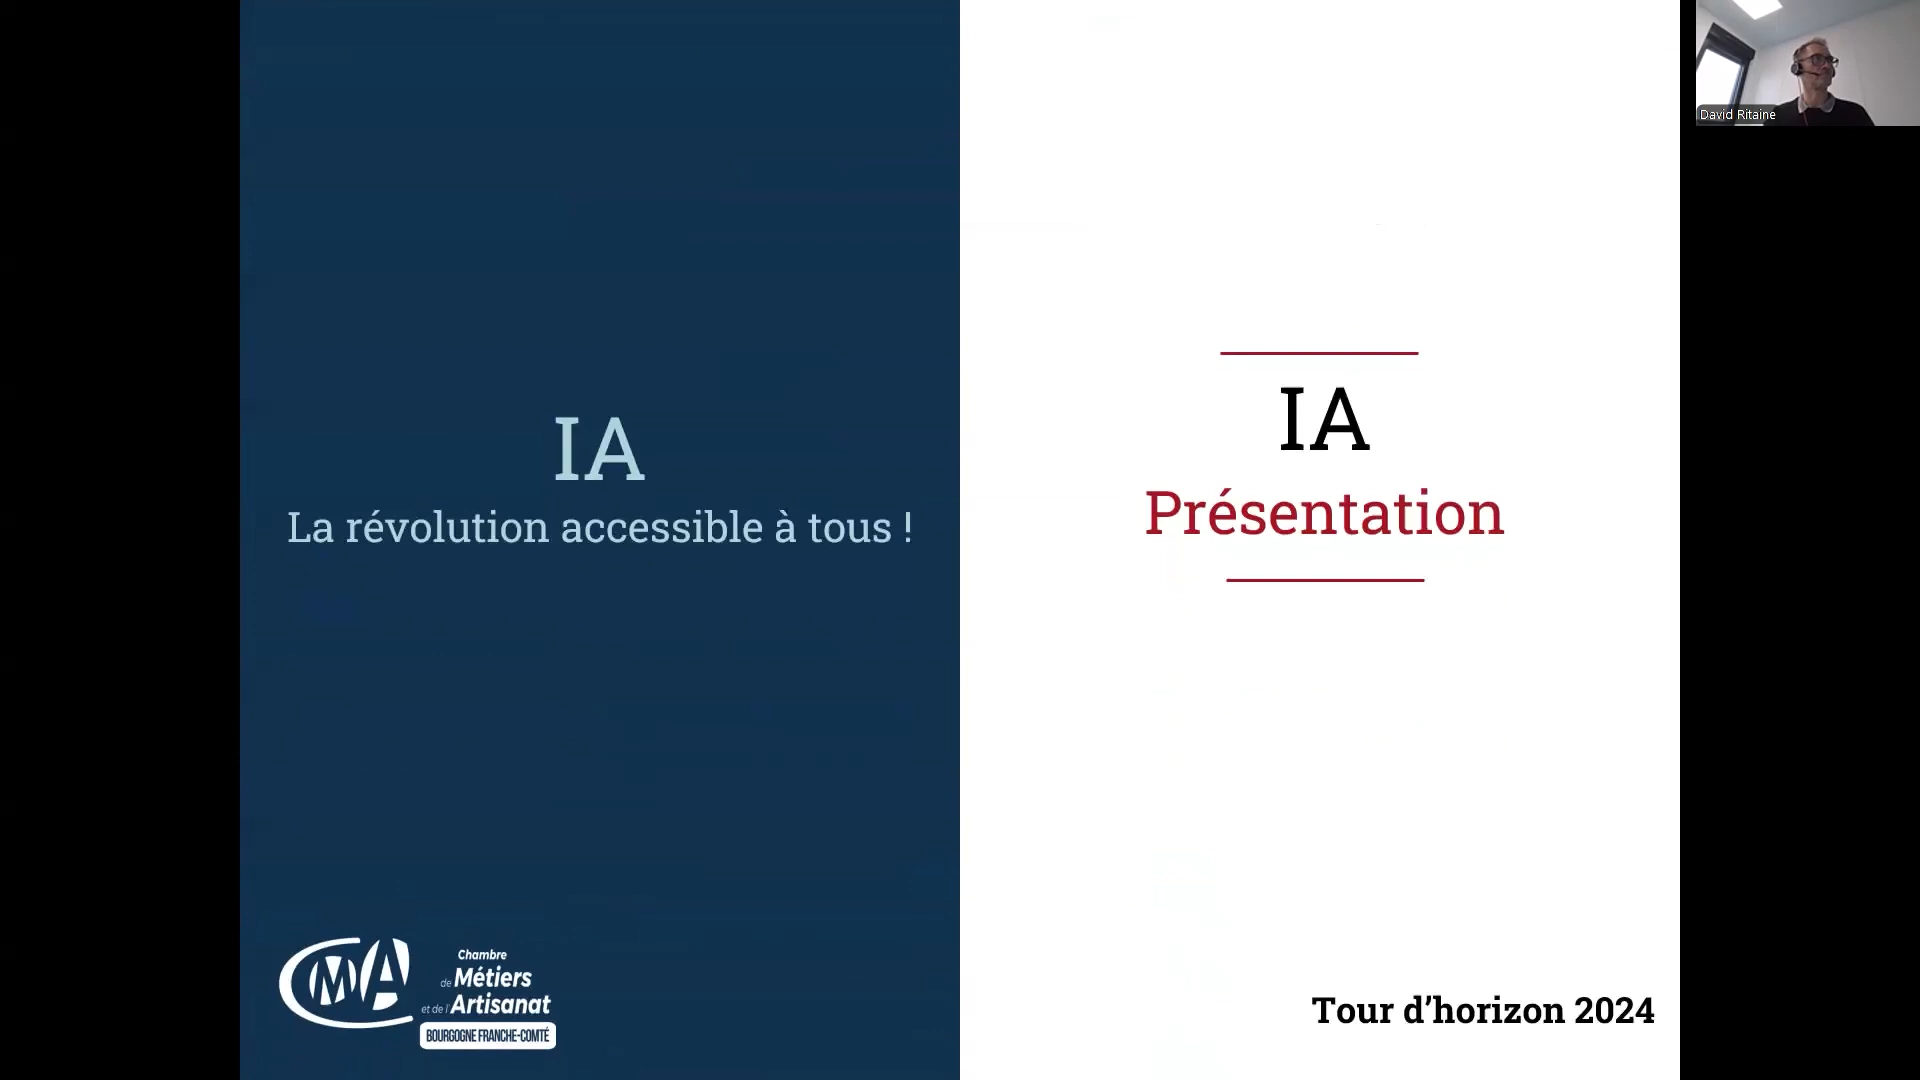 IA
La révolution accessible à tous !
CMA
Chambre
de Métiers
et de l'Artisanat
BOURGOGNE FRANCHE-COMTÉ
IA
Présentation
Tour d’horizon 2024
David Ritaine